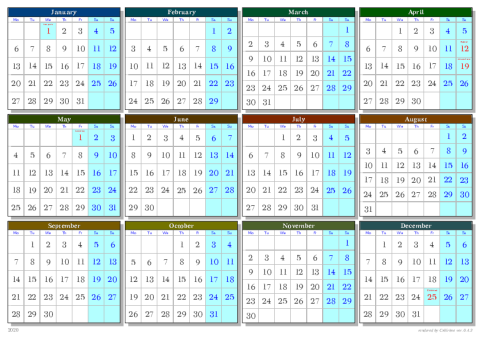 January
Mo Tu We Th Fr Sa Su
1 2 3 4 5
6 7 8 9 10 11 12
13 14 15 16 17 18 19
20 21 22 23 24 25 26
27 28 29 30 31
February
Mo Tu We Th Fr Sa Su
1 2
3 4 5 6 7 8 9
10 11 12 13 14 15 16
17 18 19 20 21 22 23
24 25 26 27 28 29
March
Mo Tu We Th Fr Sa Su
1
2 3 4 5 6 7 8
9 10 11 12 13 14 15
16 17 18 19 20 21 22
23 24 25 26 27 28 29
30 31
April
Mo Tu We Th Fr Sa Su
1 2 3 4 5
6 7 8 9 10 11 12
13 14 15 16 17 18 19
20 21 22 23 24 25 26
27 28 29 30
May
Mo Tu We Th Fr Sa Su
1 2 3
4 5 6 7 8 9 10
11 12 13 14 15 16 17
18 19 20 21 22 23 24
25 26 27 28 29 30 31
June
Mo Tu We Th Fr Sa Su
1 2 3 4 5 6 7
8 9 10 11 12 13 14
15 16 17 18 19 20 21
22 23 24 25 26 27 28
29 30
July
Mo Tu We Th Fr Sa Su
1 2 3 4 5
6 7 8 9 10 11 12
13 14 15 16 17 18 19
20 21 22 23 24 25 26
27 28 29 30 31
August
Mo Tu We Th Fr Sa Su
1 2
3 4 5 6 7 8 9
10 11 12 13 14 15 16
17 18 19 20 21 22 23
24 25 26 27 28 29 30
31
September
Mo Tu We Th Fr Sa Su
1 2 3 4 5 6
7 8 9 10 11 12 13
14 15 16 17 18 19 20
21 22 23 24 25 26 27
28 29 30
October
Mo Tu We Th Fr Sa Su
1 2 3 4
5 6 7 8 9 10 11
12 13 14 15 16 17 18
19 20 21 22 23 24 25
26 27 28 29 30 31
November
Mo Tu We Th Fr Sa Su
1
2 3 4 5 6 7 8
9 10 11 12 13 14 15
16 17 18 19 20 21 22
23 24 25 26 27 28 29
30
December
Mo Tu We Th Fr Sa Su
1 2 3 4 5 6
7 8 9 10 11 12 13
14 15 16 17 18 19 20
21 22 23 24 25 26 27
28 29 30 31
2020